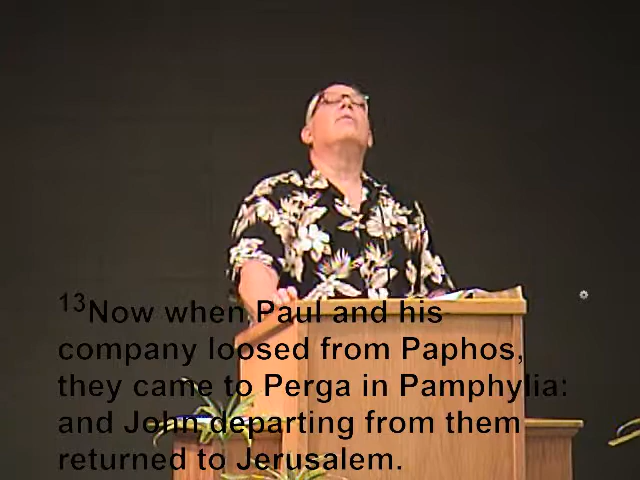 13Now when Paul and his
company loosed from Paphos,
they came to Perga in Pamphylia:
and John departing from them
returned to Jerusalem.